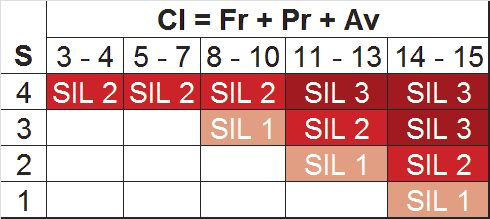 CI = Fr + Pr + Av
S 3 - 4 5 - 7 8 - 10 11 - 13 14 - 15
4 SIL 2 SIL 2 SIL 2 SIL 3 SIL 3
3 SIL 1 SIL 2 SIL 3
2 SIL 1 SIL 2
1 SIL 1